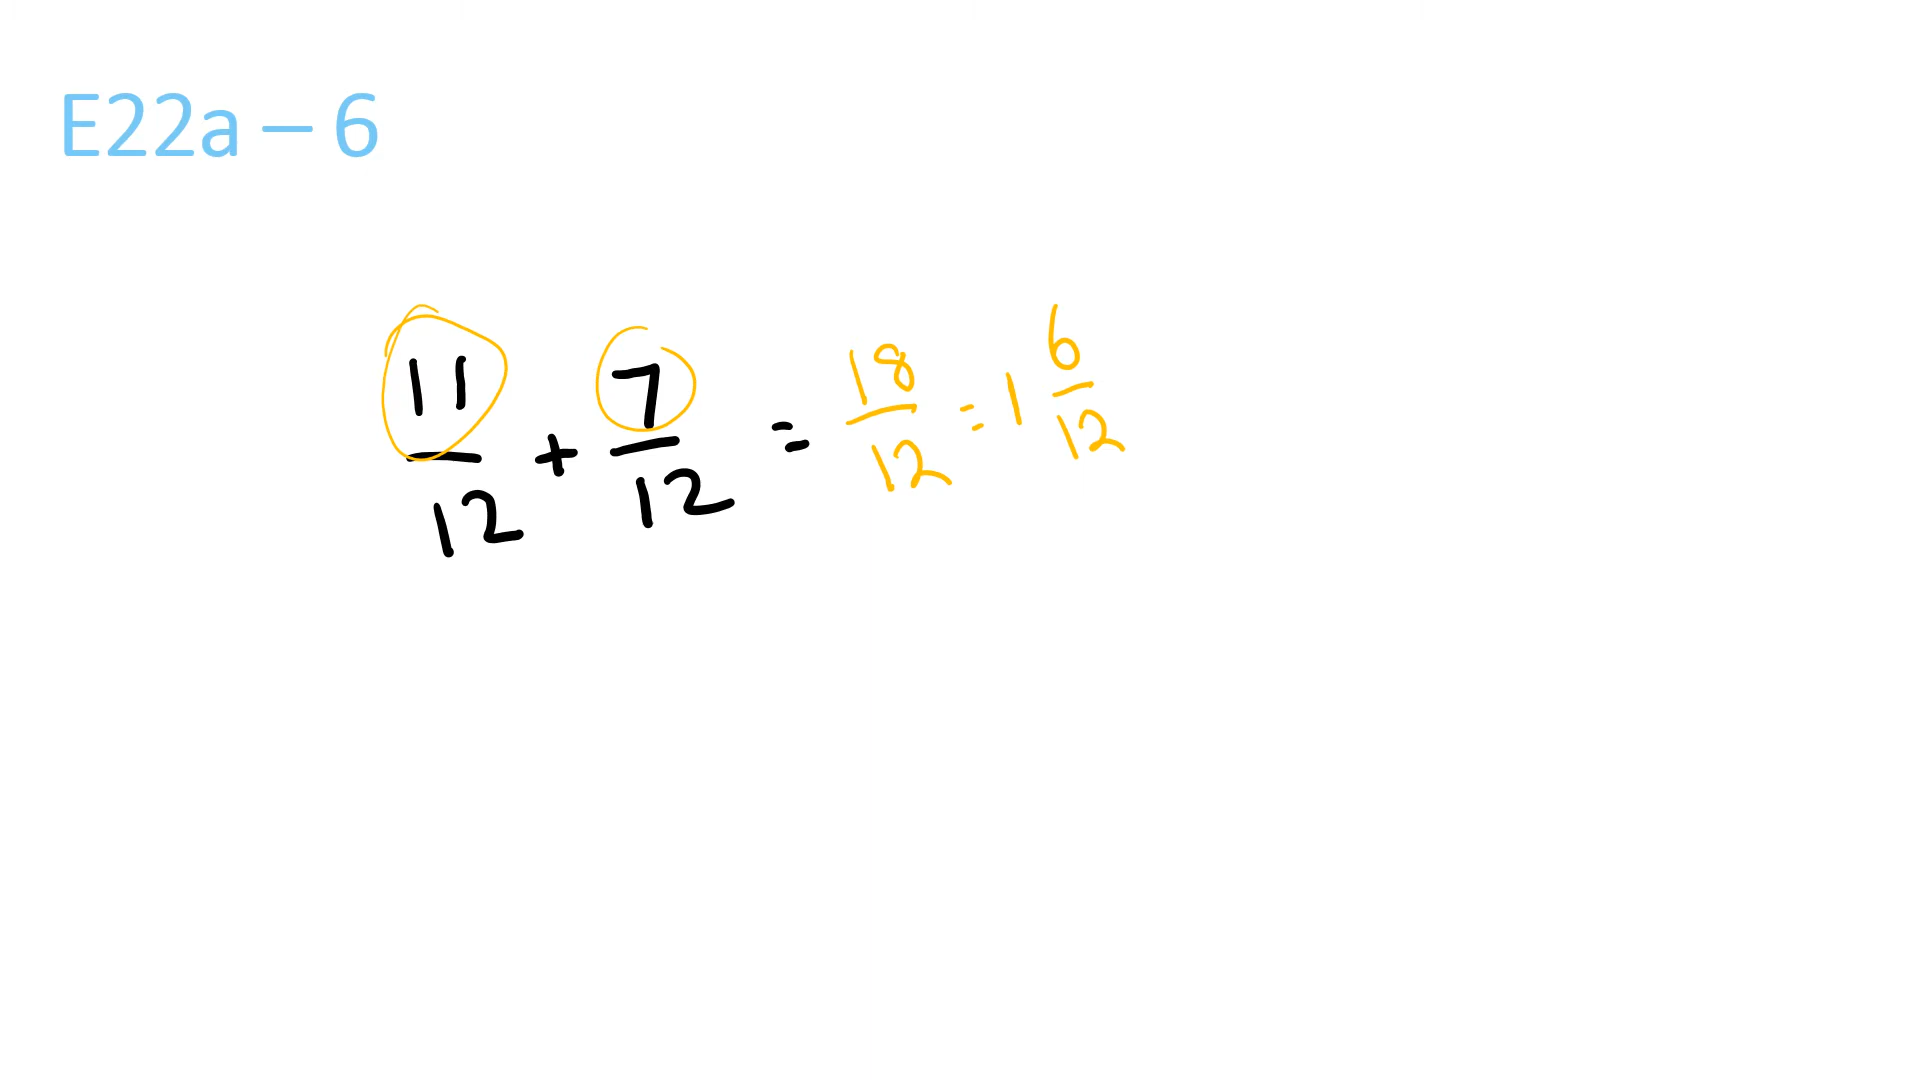 E22a – 6
11/12 + 7/12 = 18/12 = 1 6/12